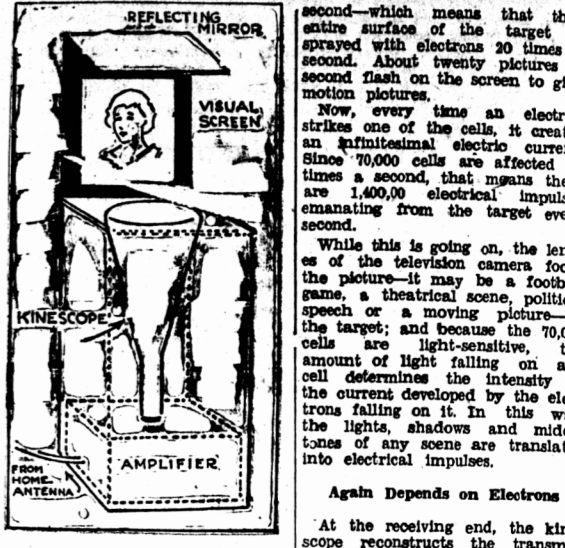 REFLECTING
MIRROR
VISUAL
SCREEN
KINESCOPE
AMPLIFIER
FROM
HOME
ANTENNA
second—which means that th
entire surface of the target
sprayed with electrons 20 times
second. About twenty pictures
second flash on the screen to gi
motion pictures.
Now, every time an electr
strikes one of the cells, it creat
an infinitesimal electric curre
Since 70,000 cells are affected
times a second, that means the
are 1,400,00 electrical impuls
emanating from the target eve
second.
While this is going on, the len
es of the television camera foc
the picture—it may be a footb
game, a theatrical scene, politic
speech or a moving picture—
the target; and because the 70,0
cells are light-sensitive, t
amount of light falling on a
cell determines the intensity
the current developed by the ele
trons falling on it. In this wa
the lights, shadows and midd
tones of any scene are translat
into electrical impulses.
Again Depends on Electrons
At the receiving end, the kin
scope reconstructs the transm